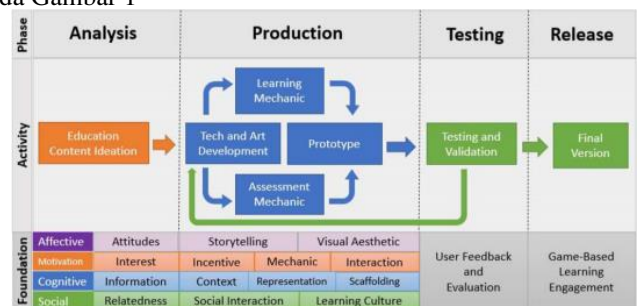 da Gambar 1
Phase
Analysis
Production
Testing
Release
Activity
Education
Content Ideation
Learning
Mechanic
Tech and Art
Development
Prototype
Assessment
Mechanic
Testing and
Validation
Final
Version
Foundation
Affective
Attitudes
Storytelling
Visual Aesthetic
Motivation
Interest
Incentive
Mechanic
Interaction
Cognitive
Information
Context
Representation
Scaffolding
Social
Relatedness
Social Interaction
Learning Culture
User Feedback
and
Evaluation
Game-Based
Learning
Engagement